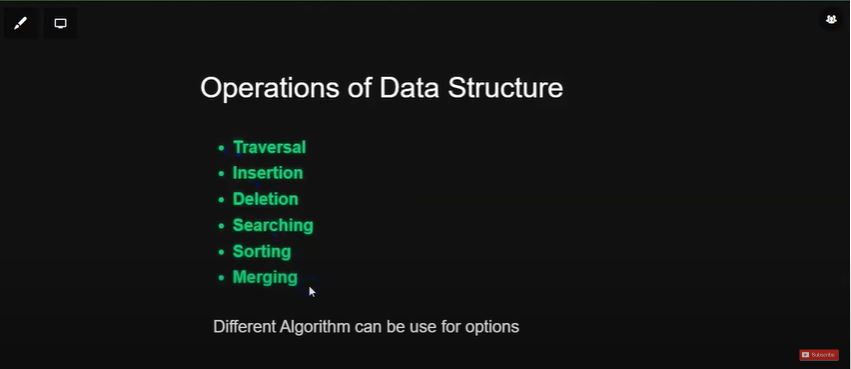 Operations of Data Structure
Traversal
Insertion
Deletion
Searching
Sorting
Merging
Different Algorithm can be use for options
Subscribe